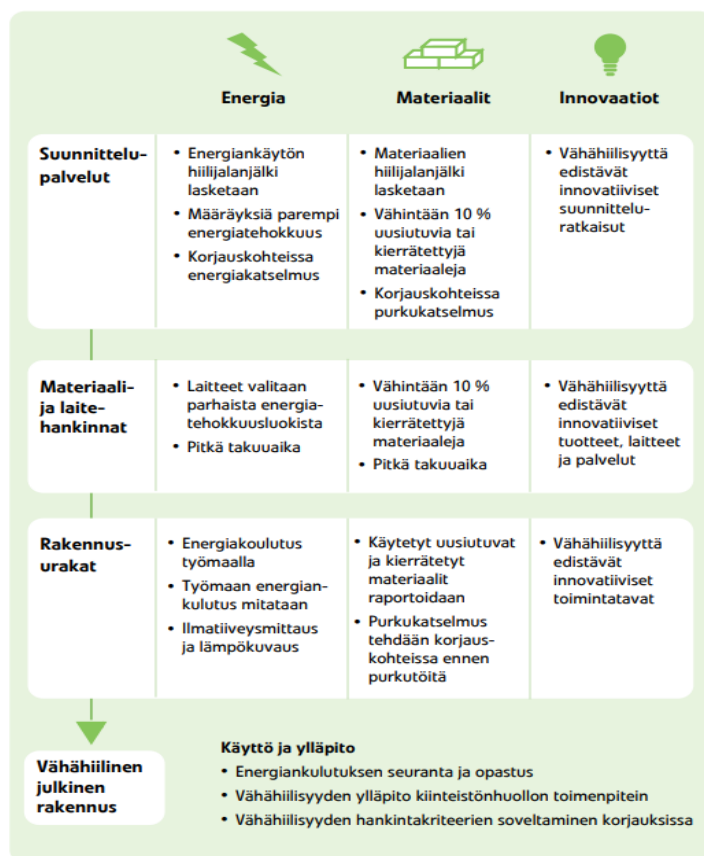 Energia
Materiaalit
Innovaatiot
Suunnittelu-
palvelut
• Energiankäytön
hiilijalanjälki
lasketaan
• Määräyksiä parempi
energiatehokkuus
• Korjauskohteissa
energiakatselmus
• Materiaalien
hiilijalanjälki
lasketaan
• Vähintään 10 %
uusiutuvia tai
kierrätettyjä
materiaaleja
• Korjauskohteissa
purkukatselmus
• Vähähiilisyyttä
edistävät
innovatiiviset
suunnittelu-
ratkaisut
Materiaali-
ja laite-
hankinnat
• Laitteet valitaan
parhaista energia-
tehokkuusluokista
• Pitkä takuuaika
• Vähintään 10 %
uusiutuvia tai
kierrätettyjä
materiaaleja
• Pitkä takuuaika
• Vähähiilisyyttä
edistävät
innovatiiviset
tuotteet, laitteet
ja palvelut
Rakennus-
urakat
• Energiakoulutus
työmaalla
• Työmaan energian-
kulutus mitataan
• Ilmatiiveysmittaus
ja lämpökuvaus
• Käytetyt uusiutuvat
ja kierrätetyt
materiaalit
raportoidaan
• Purkukatselmus
tehdään korjaus-
kohteissa ennen
purkutöitä
• Vähähiilisyyttä
edistävät
innovatiiviset
toimintatavat
Vähähiilinen
julkinen
rakennus
Käyttö ja ylläpito
• Energiankulutuksen seuranta ja opastus
• Vähähiilisyyden ylläpito kiinteistönhuollon toimenpitein
• Vähähiilisyyden hankintakriteerien soveltaminen korjauksissa